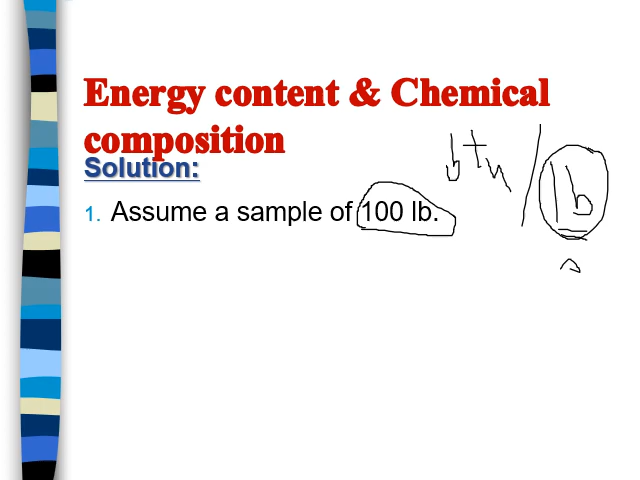 Energy content & Chemical
composition
Solution:
btu/lb
1. Assume a sample of 100 lb.